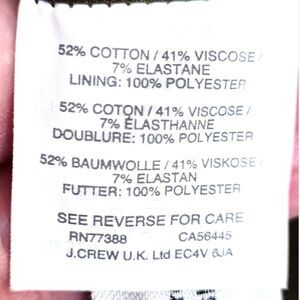 52% COTTON / 41% VISCOSE /
7% ELASTANE
LINING: 100% POLYESTER
52% COTON / 41% VISCOSE /
7% ÉLASTHANNE
DOUBLURE: 100% POLYESTER
52% BAUMWOLLE / 41% VISKOSE /
7% ELASTAN
FUTTER: 100% POLYESTER
SEE REVERSE FOR CARE
RN77388 CA56445
J.CREW U.K. Ltd EC4V 6JA